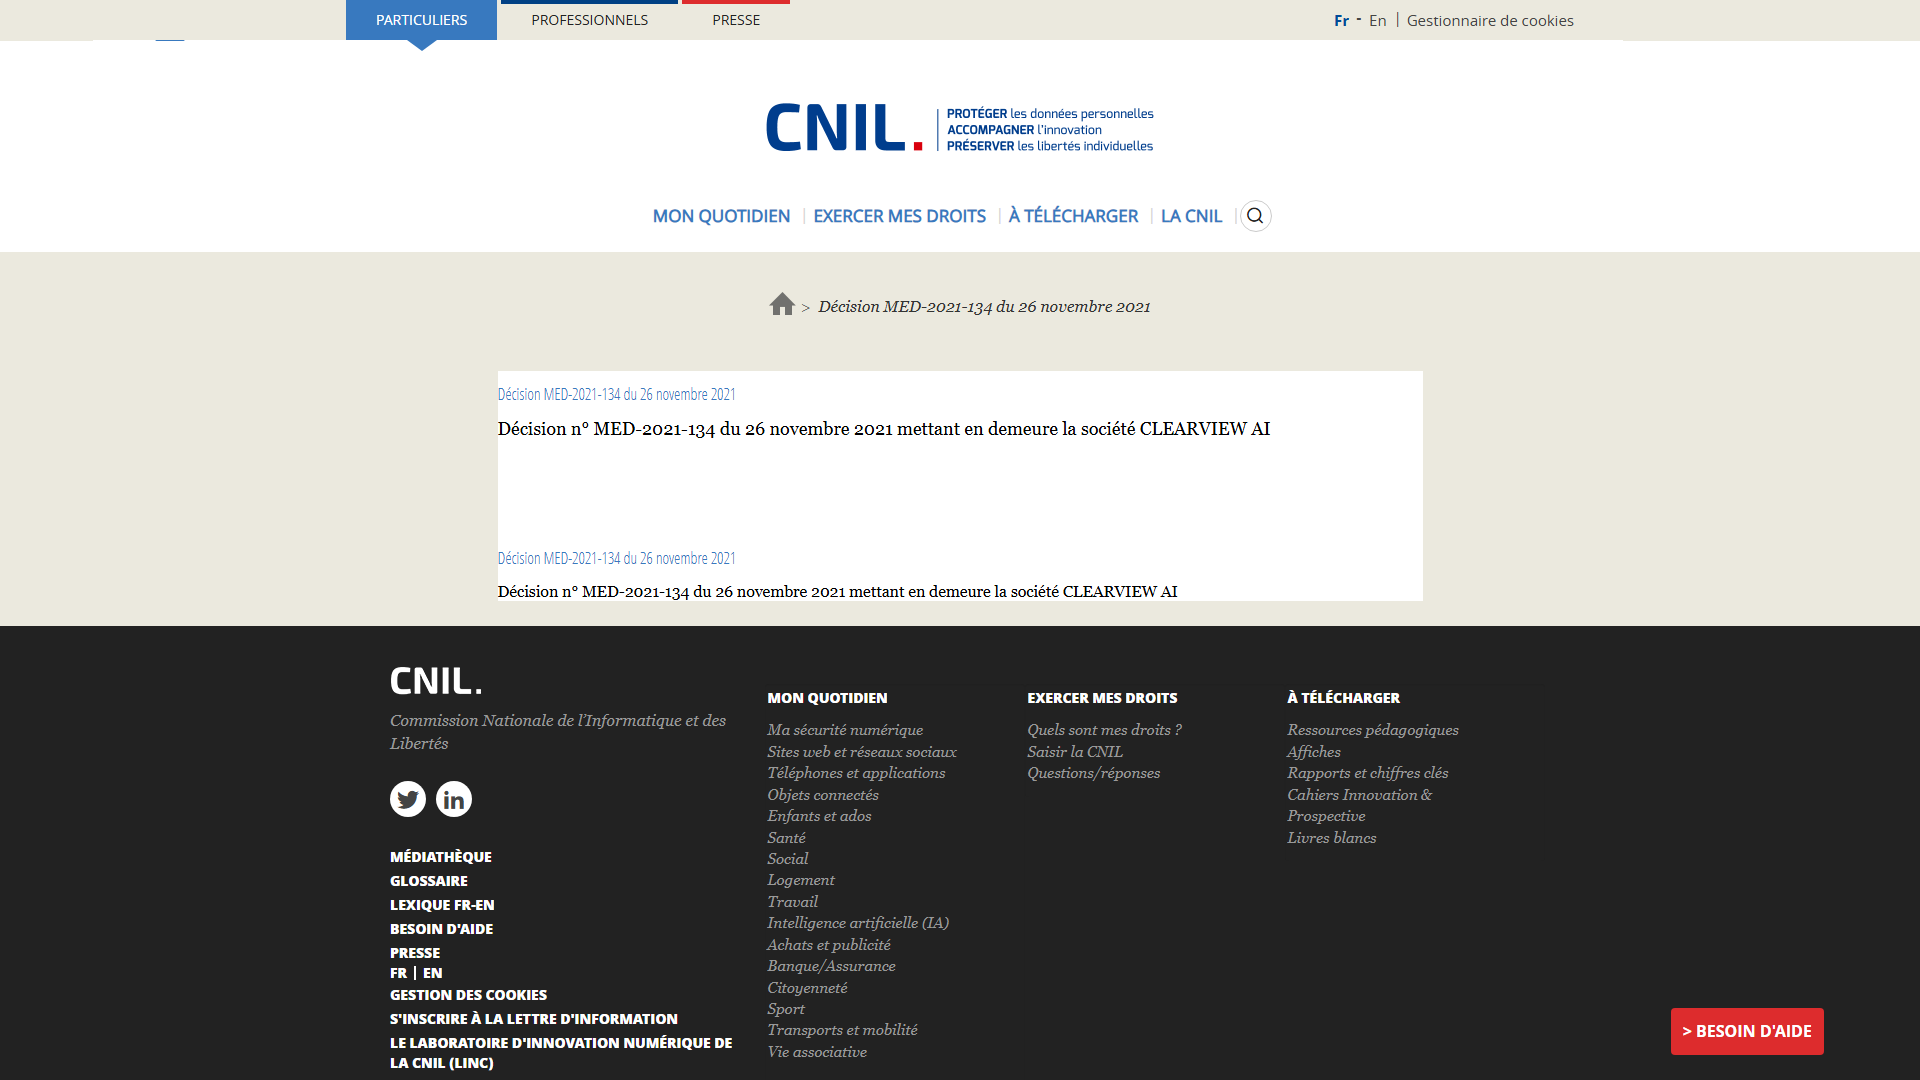 PARTICULIERS
PROFESSIONNELS
PRESSE
Fr - En | Gestionnaire de cookies
CNIL.
PROTÉGER les données personnelles
ACCOMPAGNER l'innovation
PRÉSERVER les libertés individuelles
MON QUOTIDIEN
EXERCER MES DROITS
À TÉLÉCHARGER
LA CNIL
> Décision MED-2021-134 du 26 novembre 2021
Décision MED-2021-134 du 26 novembre 2021
Décision n° MED-2021-134 du 26 novembre 2021 mettant en demeure la société CLEARVIEW AI
Décision MED-2021-134 du 26 novembre 2021
Décision n° MED-2021-134 du 26 novembre 2021 mettant en demeure la société CLEARVIEW AI
CNIL.
Commission Nationale de l'Informatique et des
Libertés
in
MÉDIATHÈQUE
GLOSSAIRE
LEXIQUE FR-EN
BESOIN D'AIDE
PRESSE
FR | EN
GESTION DES COOKIES
S'INSCRIRE À LA LETTRE D'INFORMATION
LE LABORATOIRE D'INNOVATION NUMÉRIQUE DE
LA CNIL (LINC)
MON QUOTIDIEN
Ma sécurité numérique
Sites web et réseaux sociaux
Téléphones et applications
Objets connectés
Enfants et ados
Santé
Social
Logement
Travail
Intelligence artificielle (IA)
Achats et publicité
Banque/Assurance
Citoyenneté
Sport
Transports et mobilité
Vie associative
EXERCER MES DROITS
Quels sont mes droits ?
Saisir la CNIL
Questions/réponses
À TÉLÉCHARGER
Ressources pédagogiques
Affiches
Rapports et chiffres clés
Cahiers Innovation &
Prospective
Livres blancs
> BESOIN D'AIDE